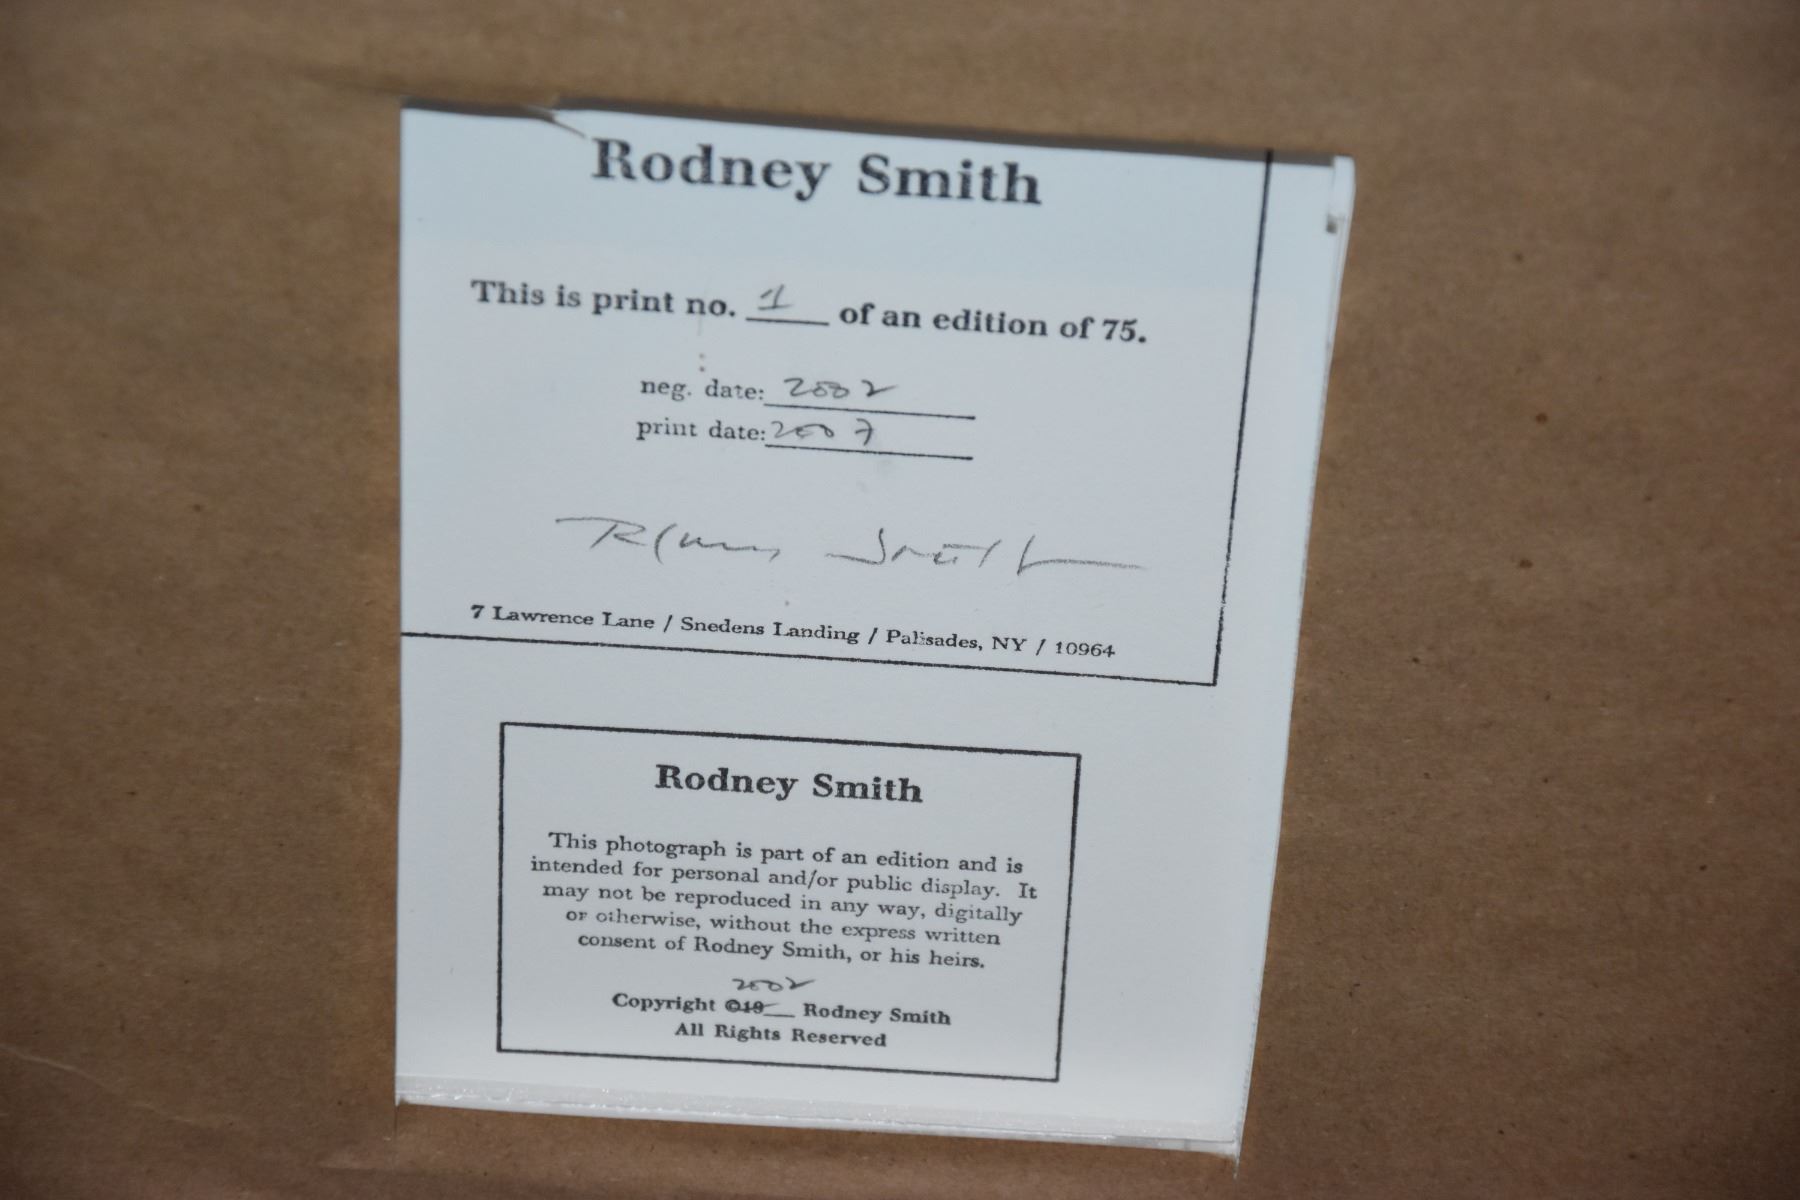 Rodney Smith
This is print no. 1 of an edition of 75.
neg. date: 2002
print date: 2007
Rodney Smith
7 Lawrence Lane / Snedens Landing / Palisades, NY / 10964
Rodney Smith
This photograph is part of an edition and is
intended for personal and/or public display. It
may not be reproduced in any way, digitally
or otherwise, without the express written
consent of Rodney Smith, or his heirs.
2002
Copyright ©19__ Rodney Smith
All Rights Reserved